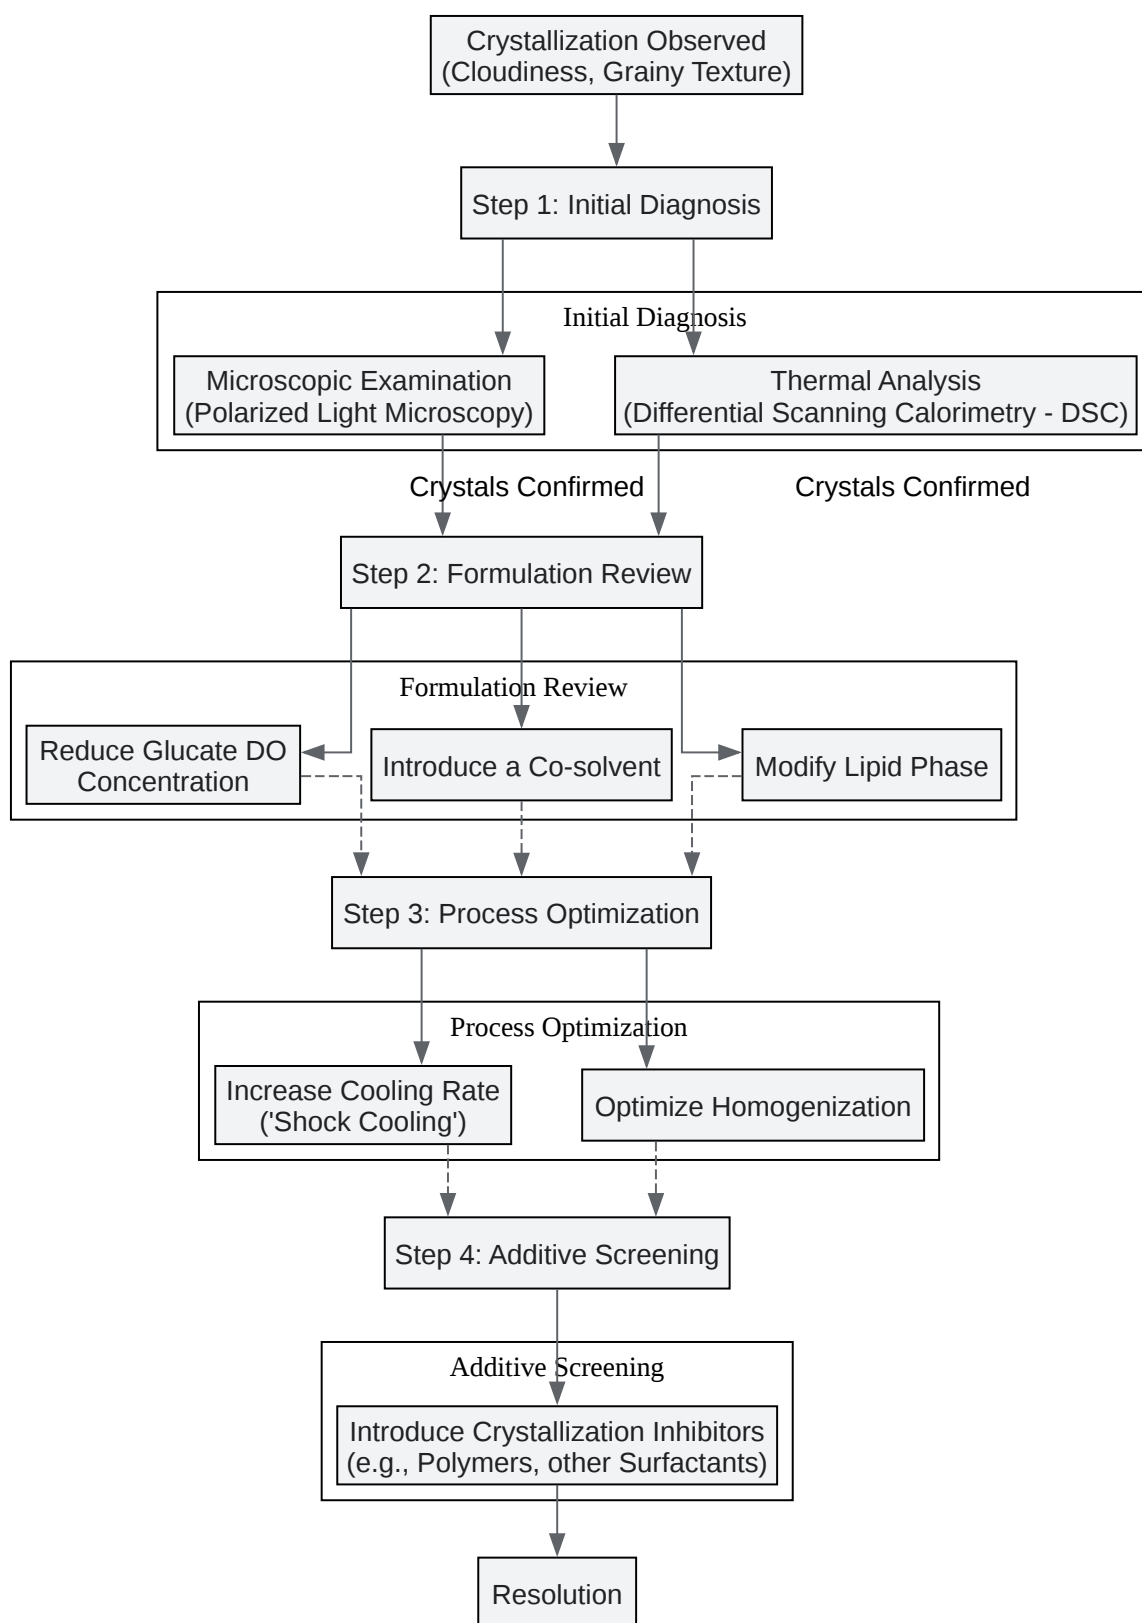 Crystallization Observed
(Cloudiness, Grainy Texture)
Step 1: Initial Diagnosis
Initial Diagnosis
Microscopic Examination
(Polarized Light Microscopy)
Thermal Analysis
(Differential Scanning Calorimetry - DSC)
Crystals Confirmed
Crystals Confirmed
Step 2: Formulation Review
Formulation Review
Reduce Glucate DO
Concentration
Introduce a Co-solvent
Modify Lipid Phase
Step 3: Process Optimization
Process Optimization
Increase Cooling Rate
('Shock Cooling')
Optimize Homogenization
Step 4: Additive Screening
Additive Screening
Introduce Crystallization Inhibitors
(e.g., Polymers, other Surfactants)
Resolution